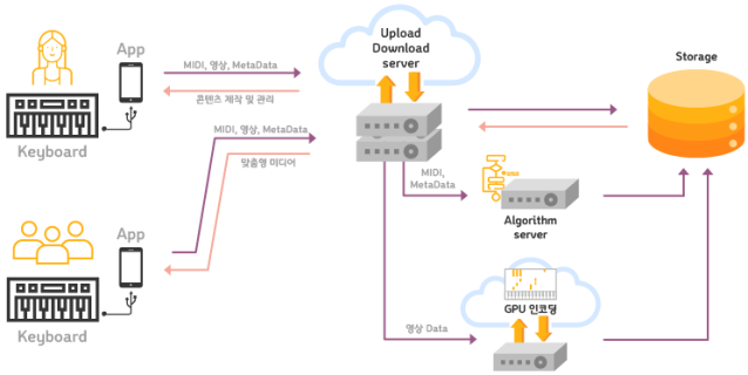 App
MIDI, 영상, MetaData
콘텐츠 제작 및 관리
Keyboard
Upload
Download
server
Storage
MIDI, 영상, MetaData
맞춤형 미디어
App
Keyboard
MIDI,
MetaData
Algorithm
server
GPU 인코딩
영상 Data